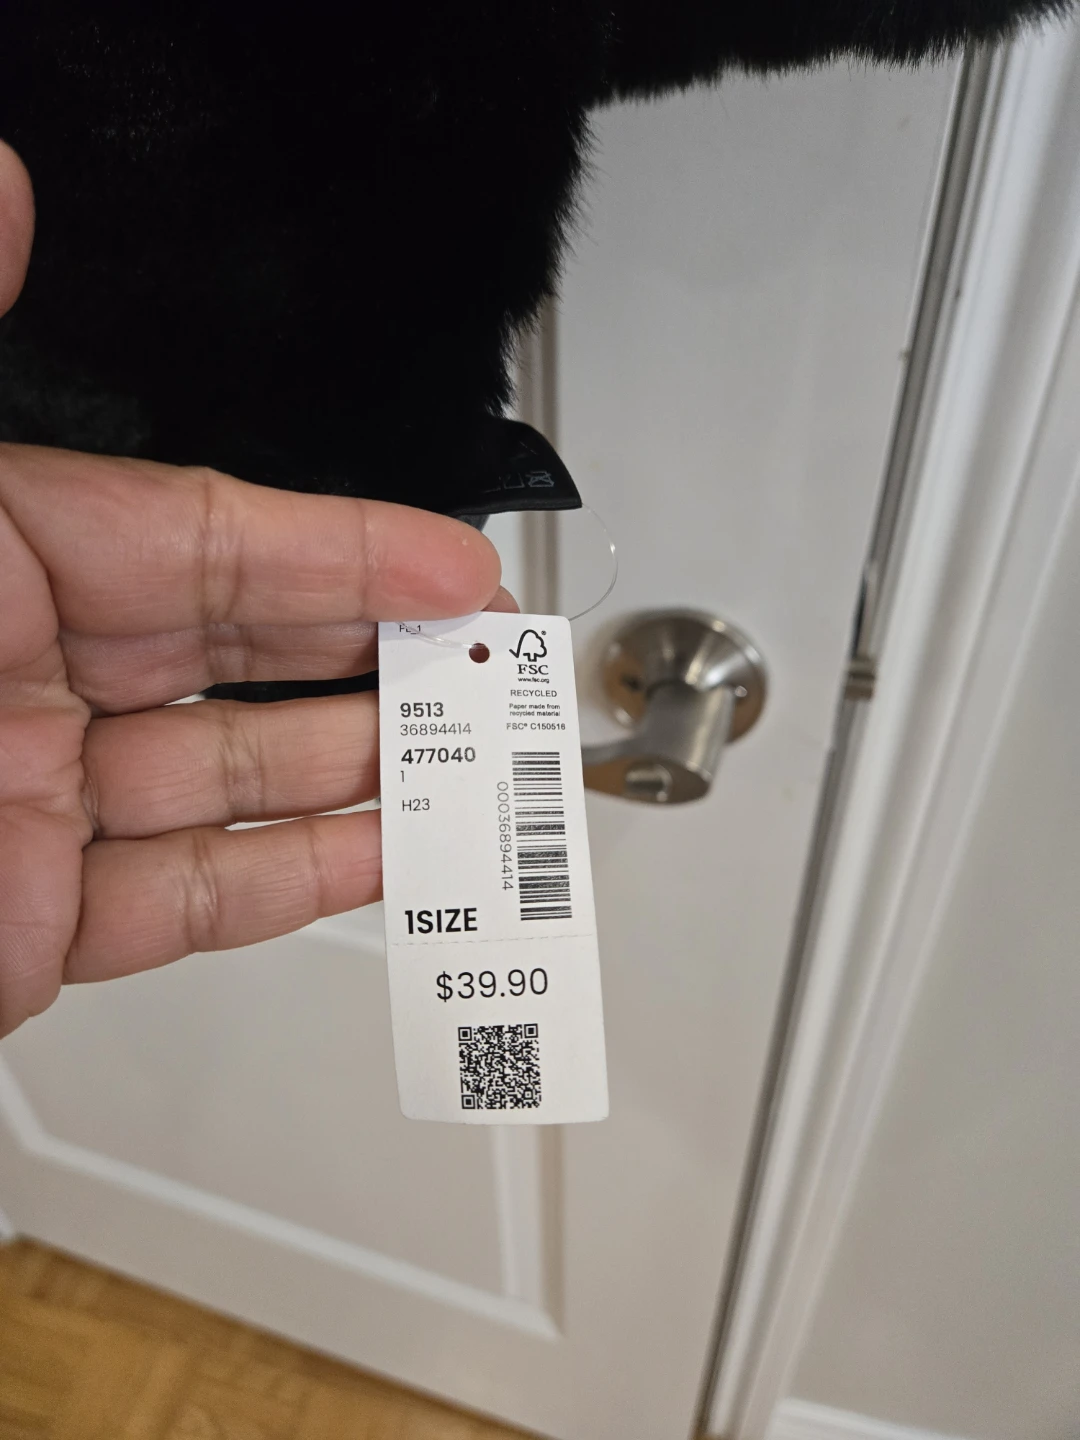 FSC®
www.fsc.org
RECYCLED
Paper made from
recycled material
FSC® C150516
9513
36894414
477040
1
H23
00036894414
1SIZE
$39.90